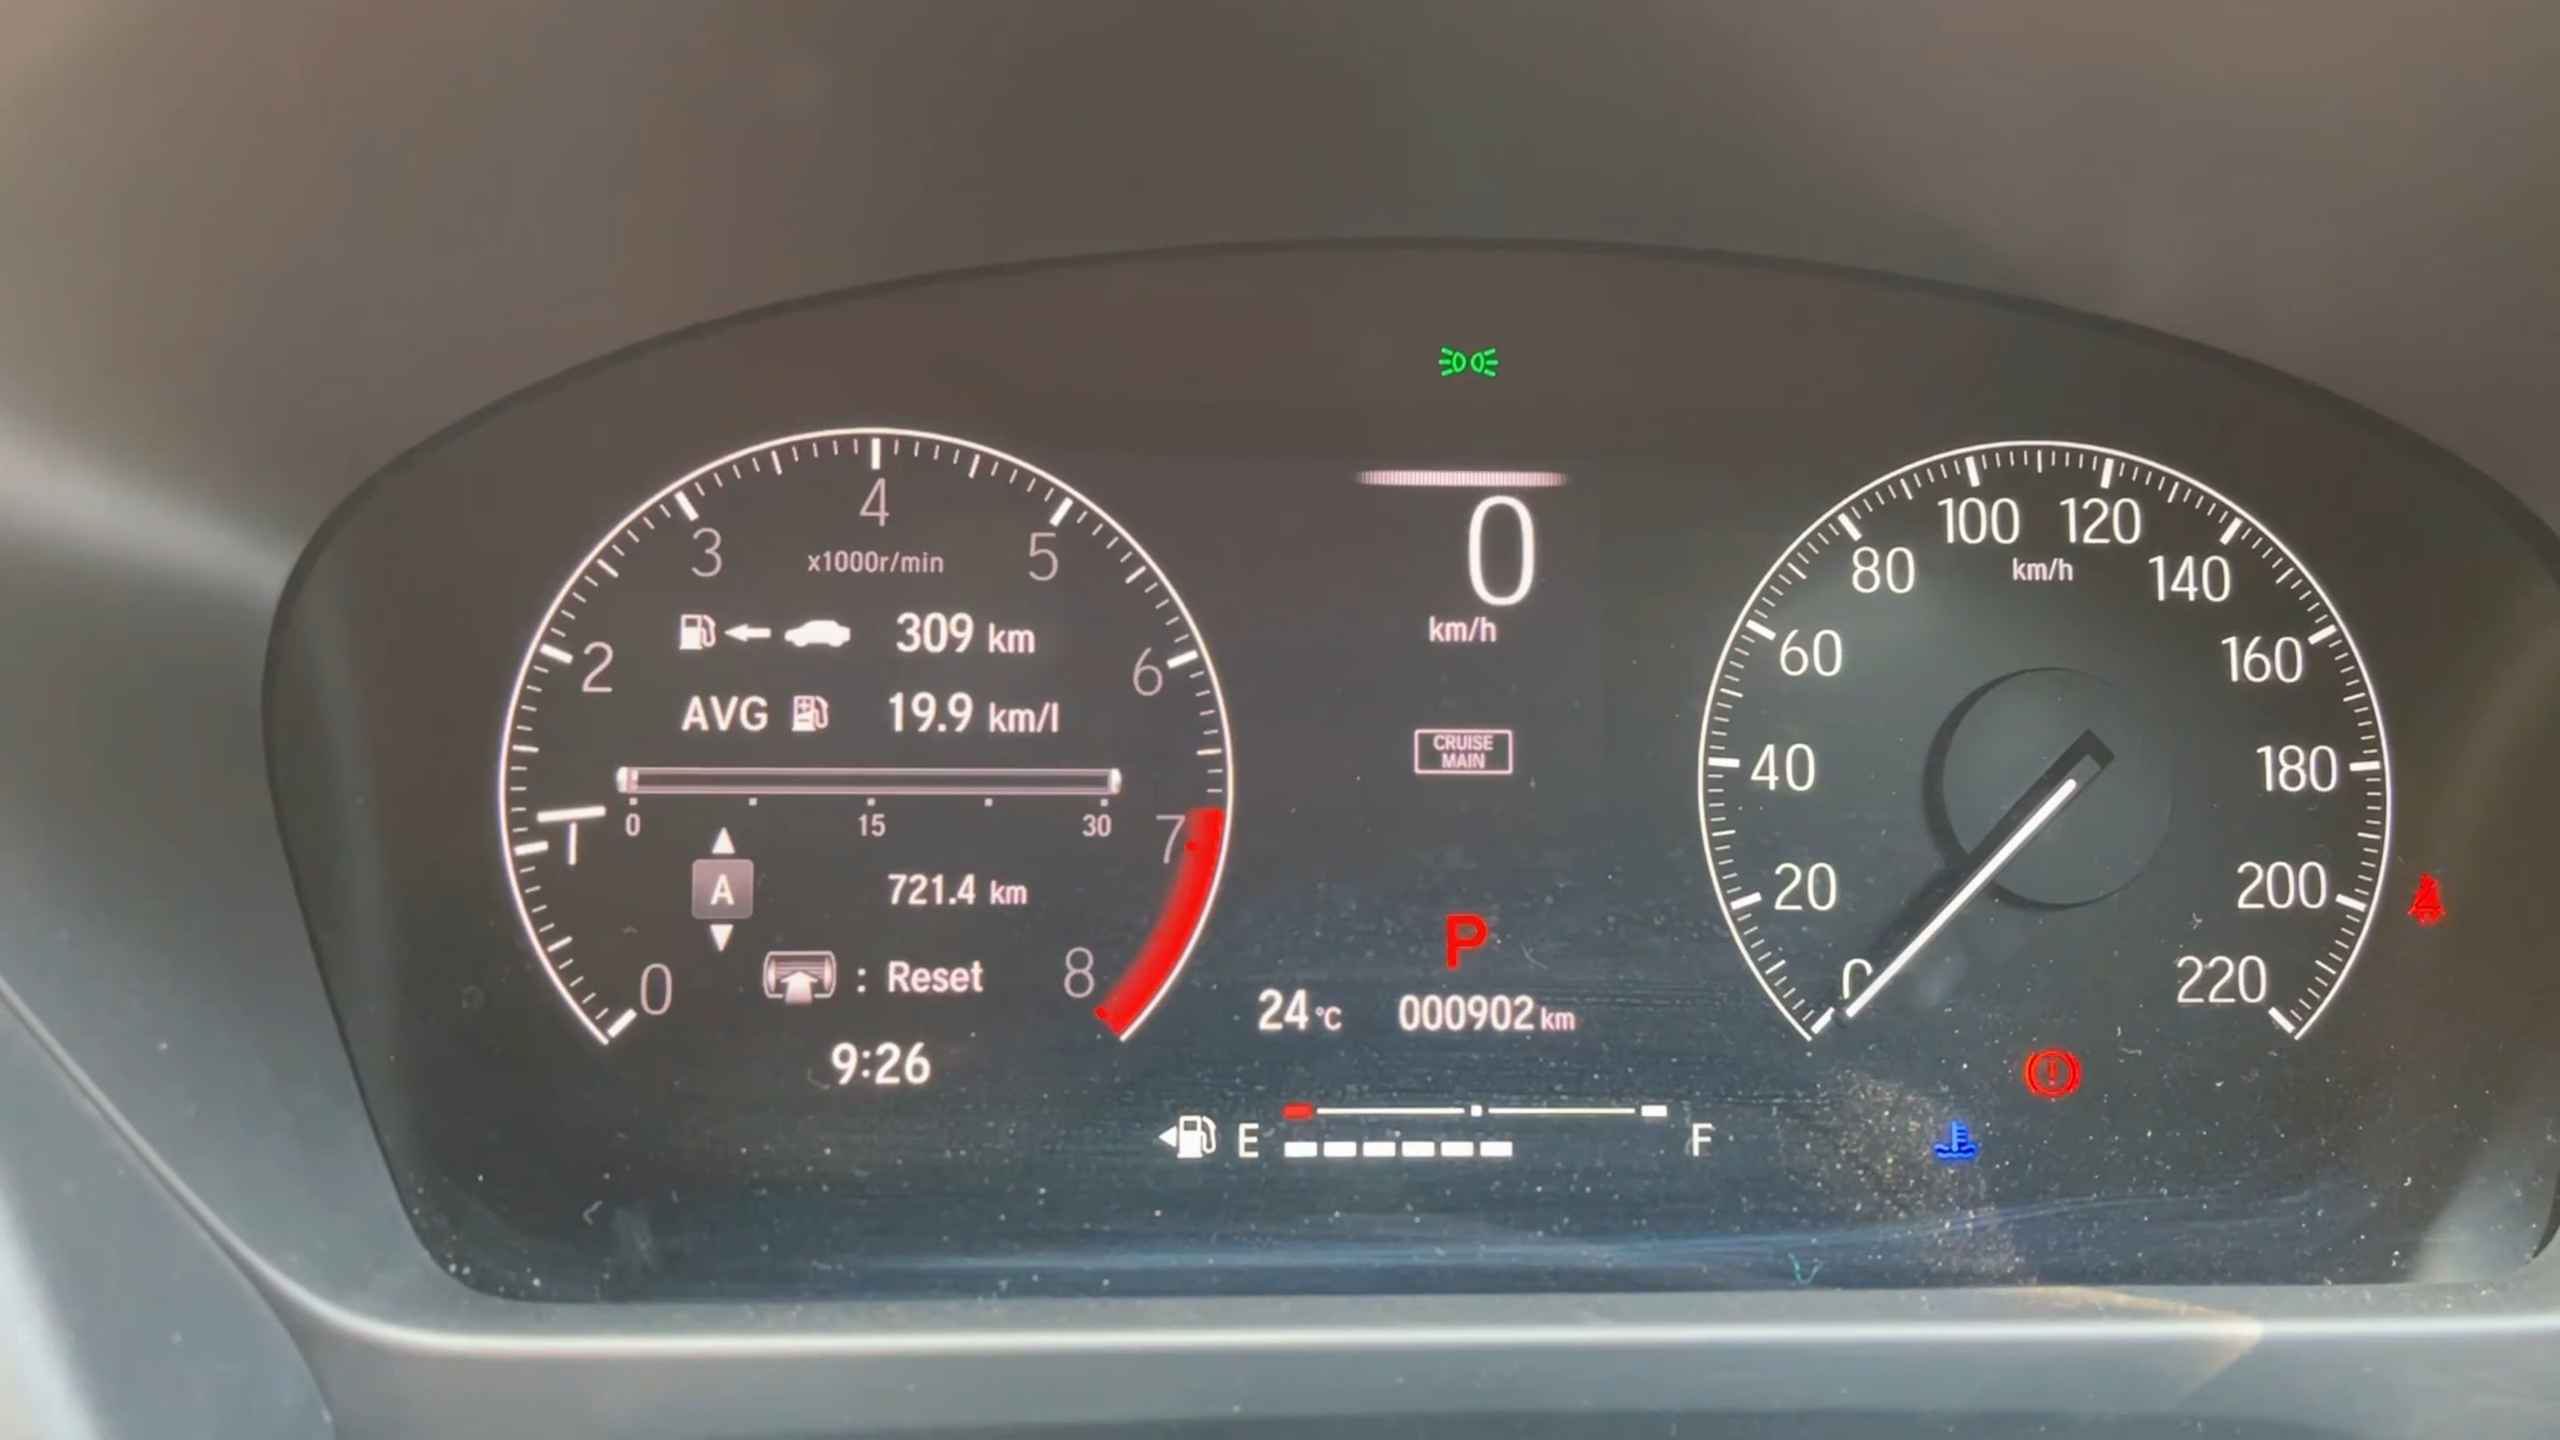 4
3
5
x1000r/min
309 km
2
6
AVG 19.9 km/l
0 15 30
1
7
A 721.4 km
: Reset
0
8
9:26
0
km/h
CRUISE
MAIN
P
24 °C 000902 km
E F
100 120
km/h
80 140
60 160
40 180
20 200
0 220